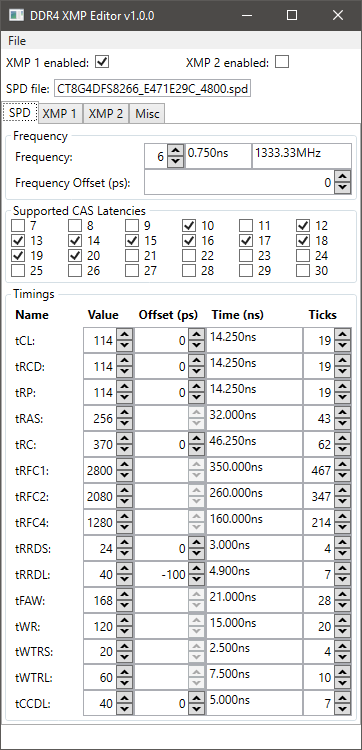 DDR4 XMP Editor v1.0.0
File
XMP 1 enabled: XMP 2 enabled:
SPD file: CT8G4DFS8266_E471E29C_4800.spd
SPD XMP 1 XMP 2 Misc
Frequency
Frequency: 6 0.750ns 1333.33MHz
Frequency Offset (ps): 0
Supported CAS Latencies
7 8 9 10 11 12
13 14 15 16 17 18
19 20 21 22 23 24
25 26 27 28 29 30
Timings
Name Value Offset (ps) Time (ns) Ticks
tCL: 114 0 14.250ns 19
tRCD: 114 0 14.250ns 19
tRP: 114 0 14.250ns 19
tRAS: 256 32.000ns 43
tRC: 370 0 46.250ns 62
tRFC1: 2800 350.000ns 467
tRFC2: 2080 260.000ns 347
tRFC4: 1280 160.000ns 214
tRRDS: 24 0 3.000ns 4
tRRDL: 40 -100 4.900ns 7
tFAW: 168 21.000ns 28
tWR: 120 15.000ns 20
tWTRS: 20 2.500ns 4
tWTRL: 60 7.500ns 10
tCCDL: 40 0 5.000ns 7